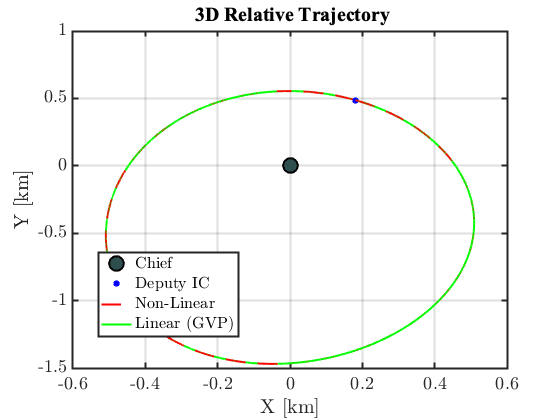 3D Relative Trajectory
1
0.5
0
-0.5
-1
-1.5
Y [km]
Chief
Deputy IC
Non-Linear
Linear (GVP)
-0.6 -0.4 -0.2 0 0.2 0.4 0.6
X [km]